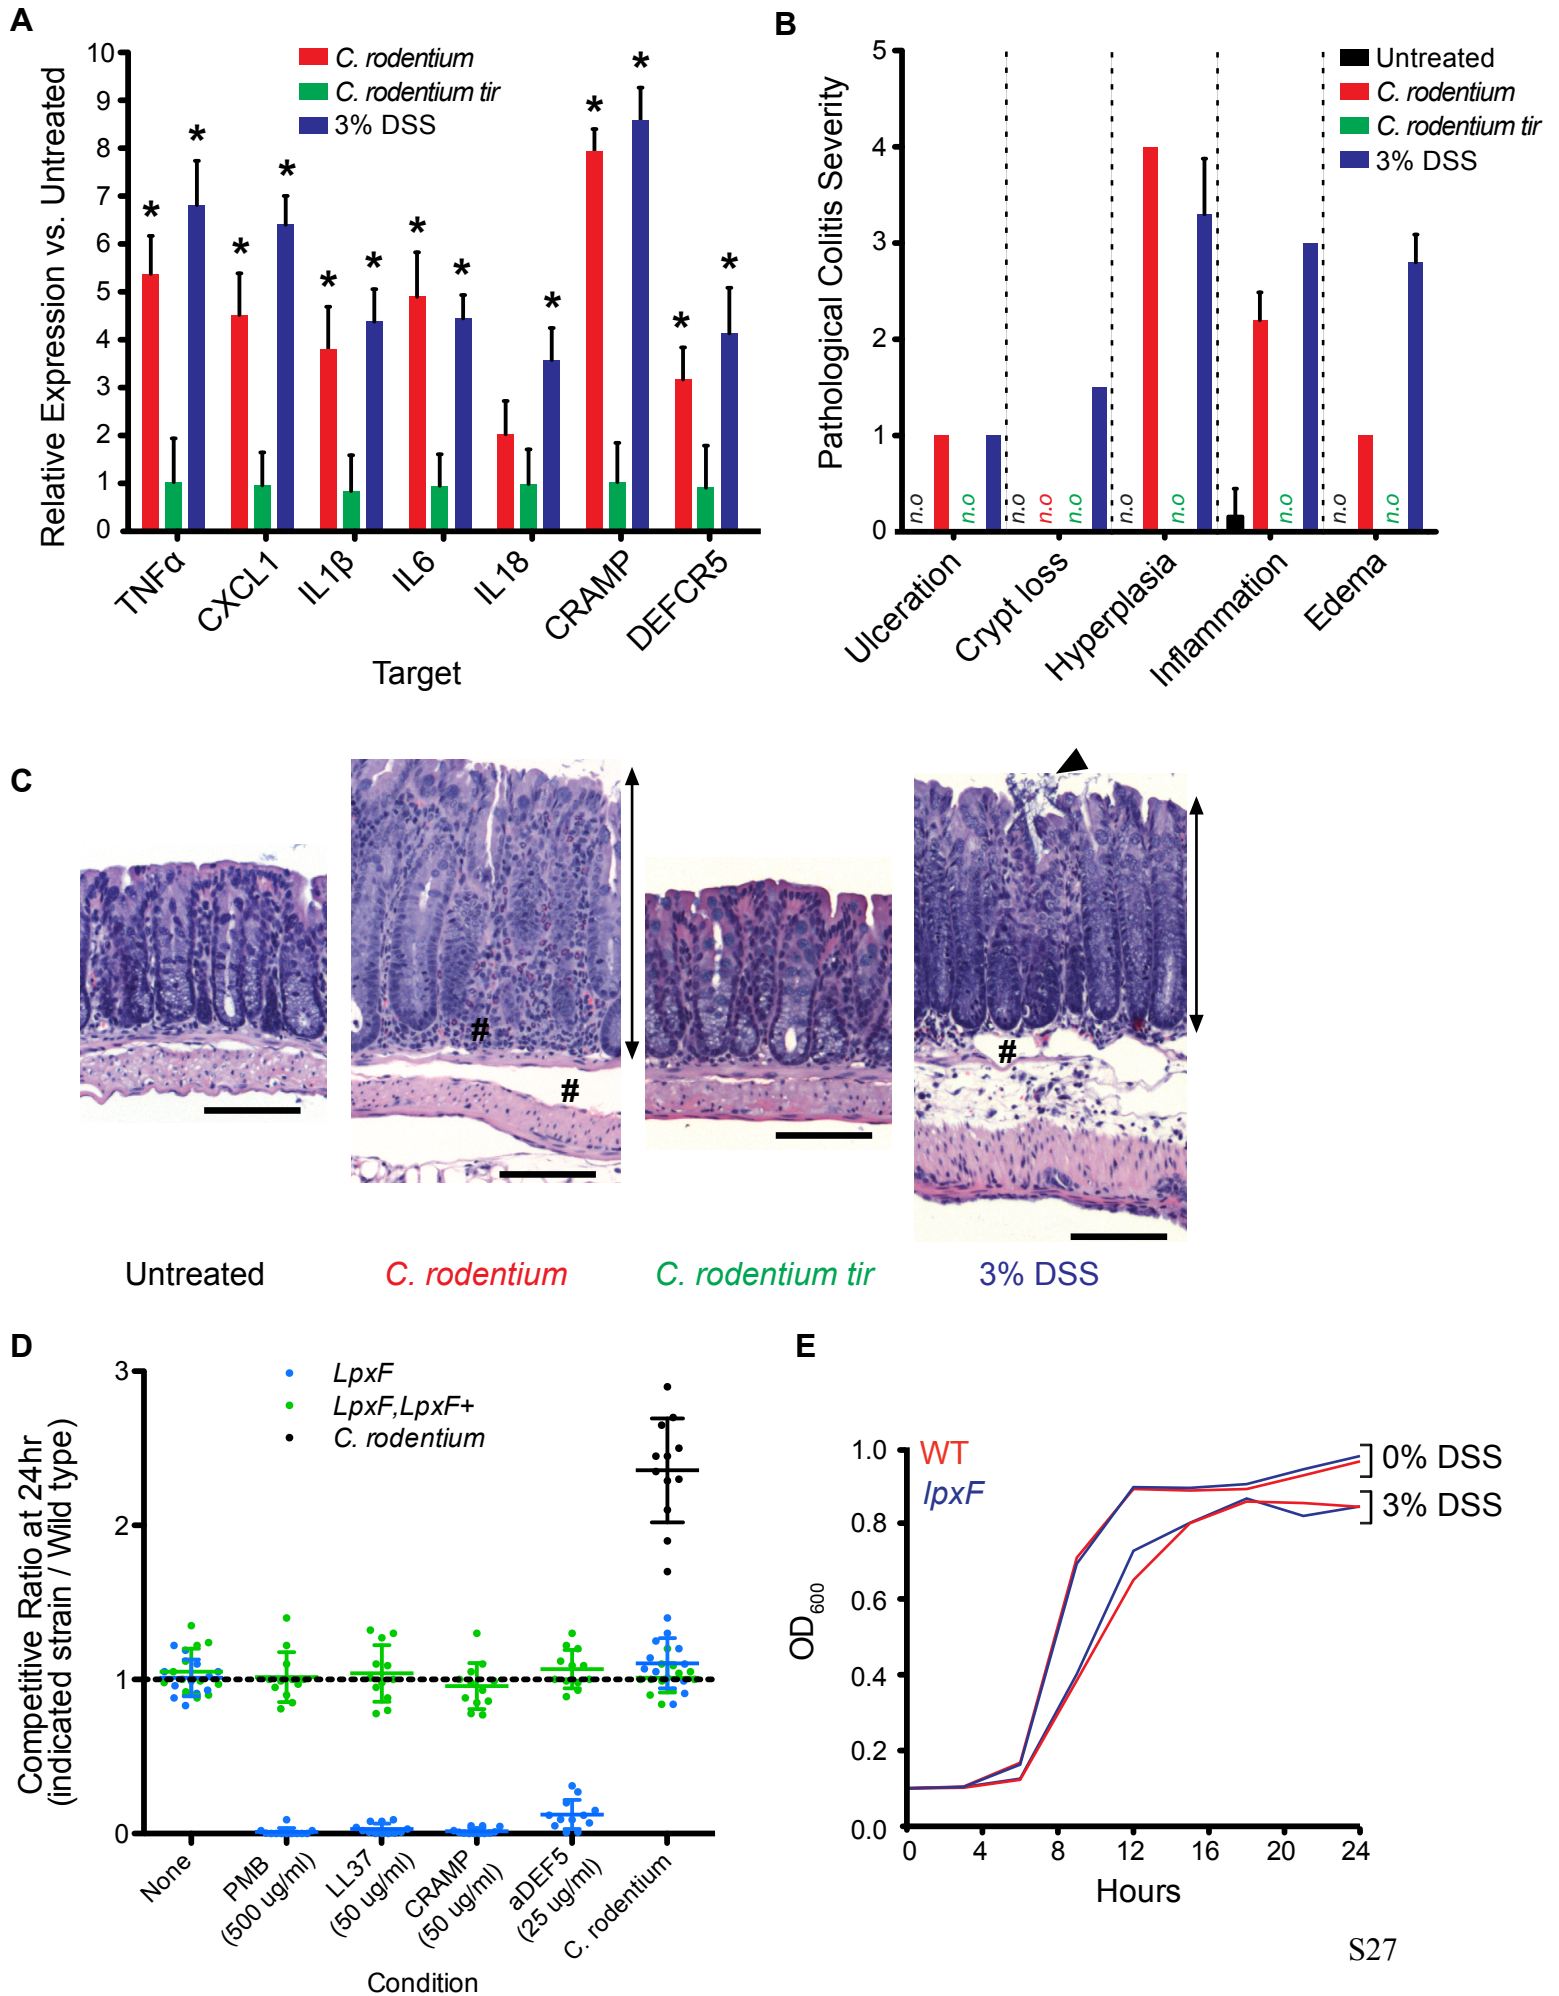 A
Relative Expression vs. Untreated
10
9
8
7
6
5
4
3
2
1
0
C. rodentium
C. rodentium tir
3% DSS
* * * * * * * * * * * * *
TNFα
CXCL1
IL1β
IL6
IL18
CRAMP
DEFCR5
Target
B
Pathological Colitis Severity
5
4
3
2
1
0
Untreated
C. rodentium
C. rodentium tir
3% DSS
n.o n.o n.o n.o n.o n.o n.o n.o n.o n.o
Ulceration
Crypt loss
Hyperplasia
Inflammation
Edema
C
#
#
#
Untreated
C. rodentium
C. rodentium tir
3% DSS
D
Competitive Ratio at 24hr
(indicated strain / Wild type)
3
2
1
0
LpxF
LpxF,LpxF+
C. rodentium
None
PMB
(500 ug/ml)
LL37
(50 ug/ml)
CRAMP
(50 ug/ml)
aDEF5
(25 ug/ml)
C. rodentium
Condition
E
OD600
1.0
0.8
0.6
0.4
0.2
0.0
WT
lpxF
0% DSS
3% DSS
0 4 8 12 16 20 24
Hours
S27